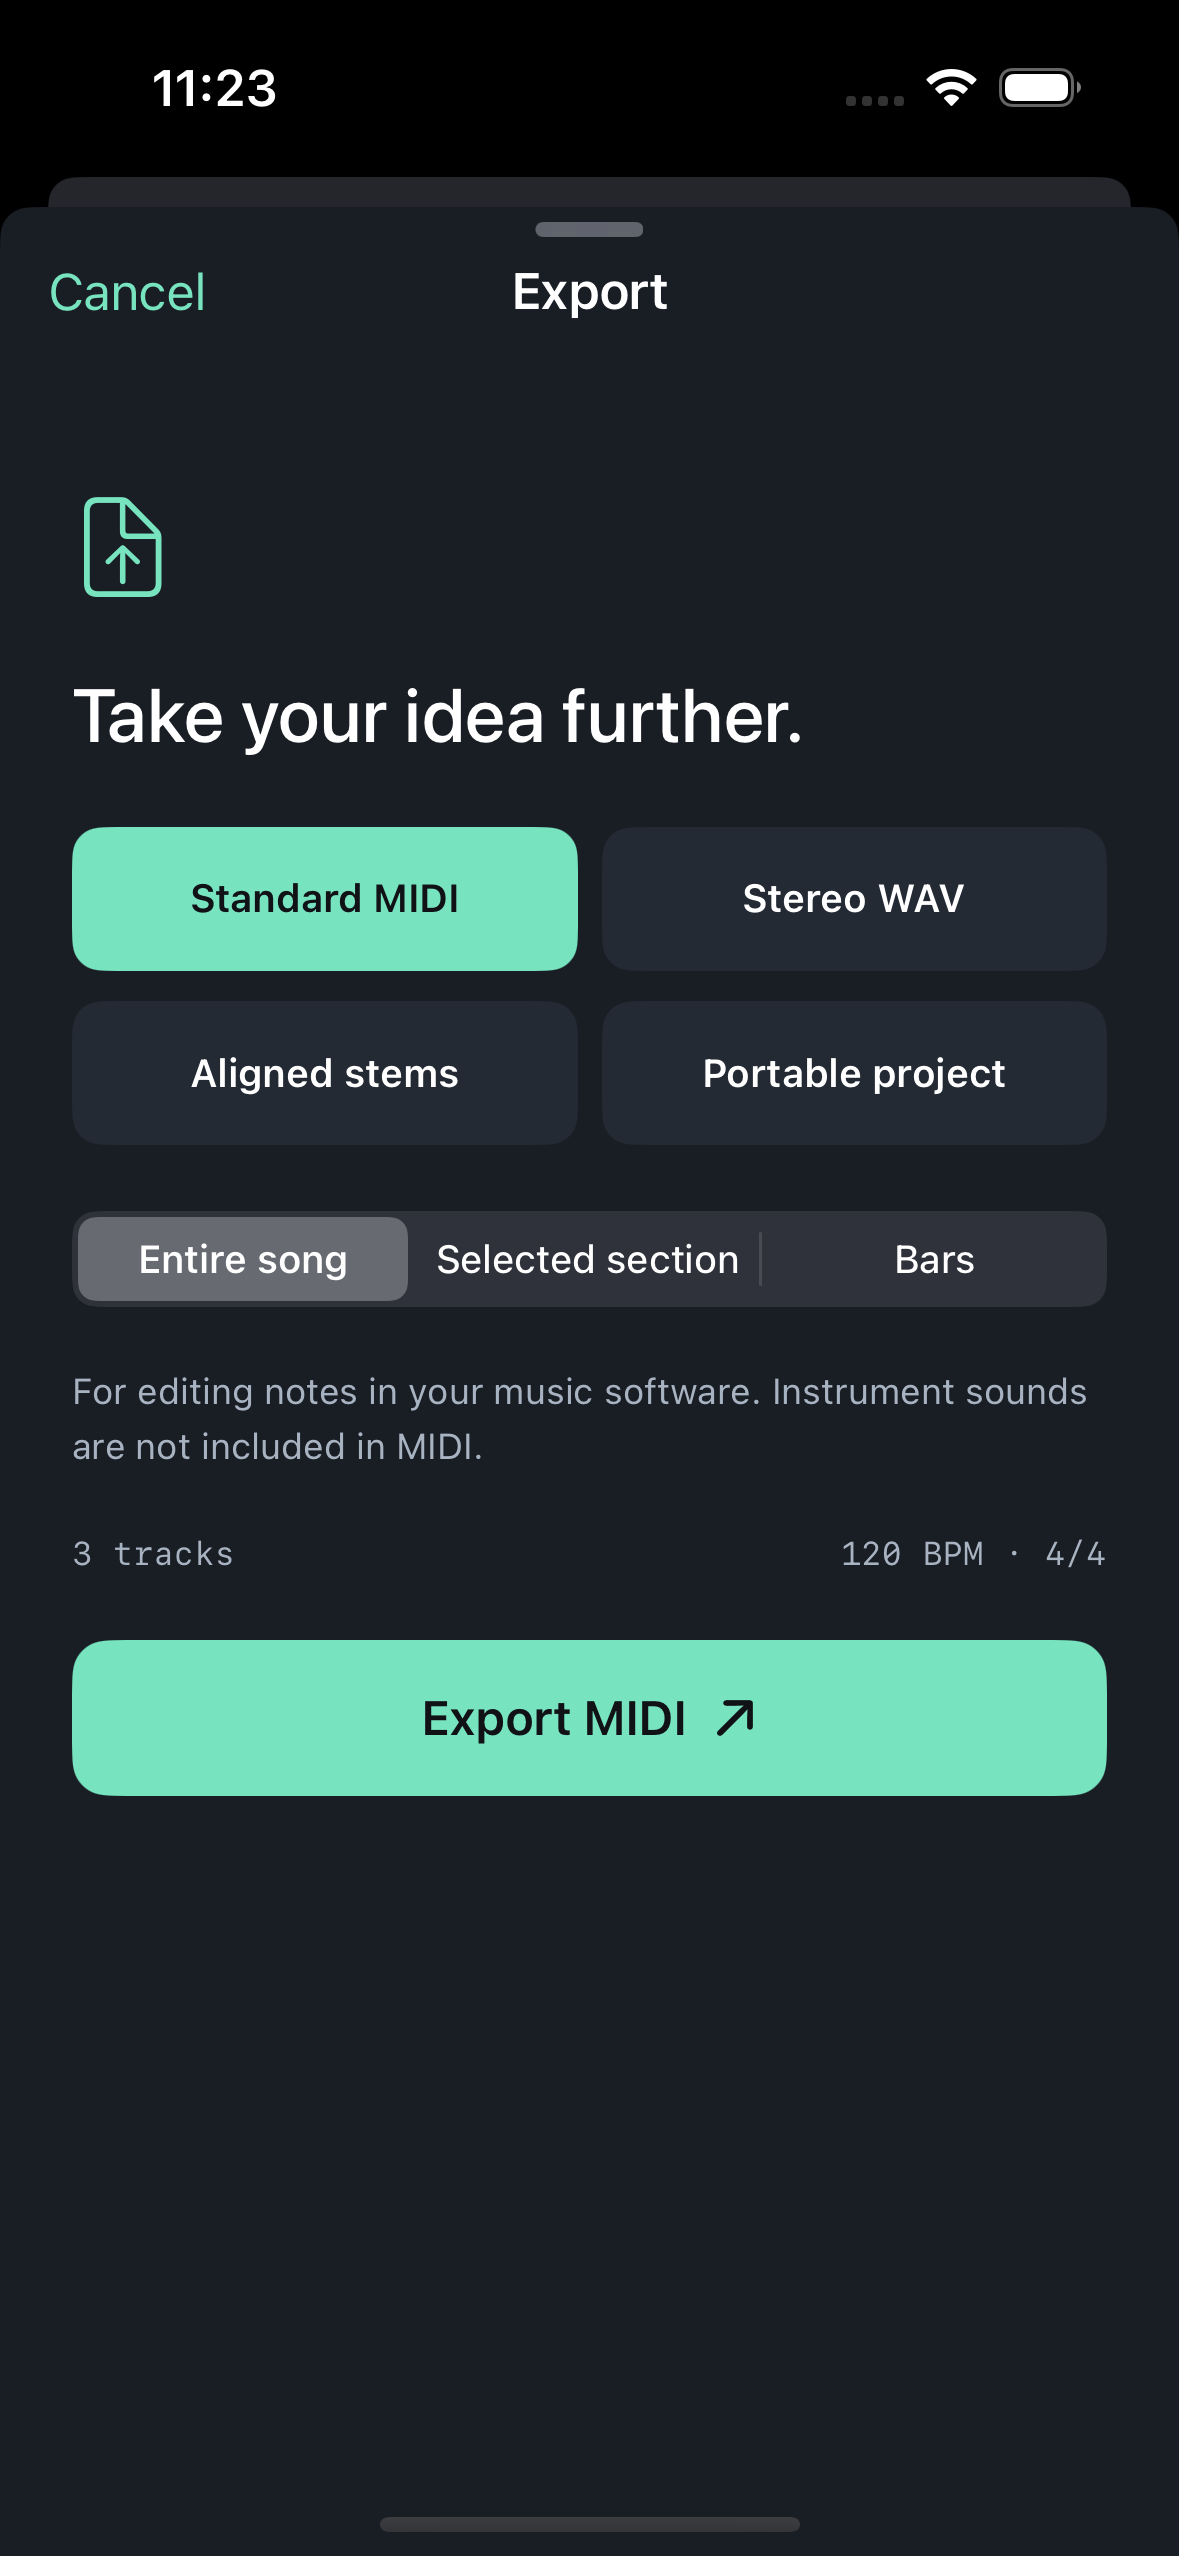 11:23
Cancel
Export
Take your idea further.
Standard MIDI
Stereo WAV
Aligned stems
Portable project
Entire song
Selected section
Bars
For editing notes in your music software. Instrument sounds
are not included in MIDI.
3 tracks
120 BPM · 4/4
Export MIDI